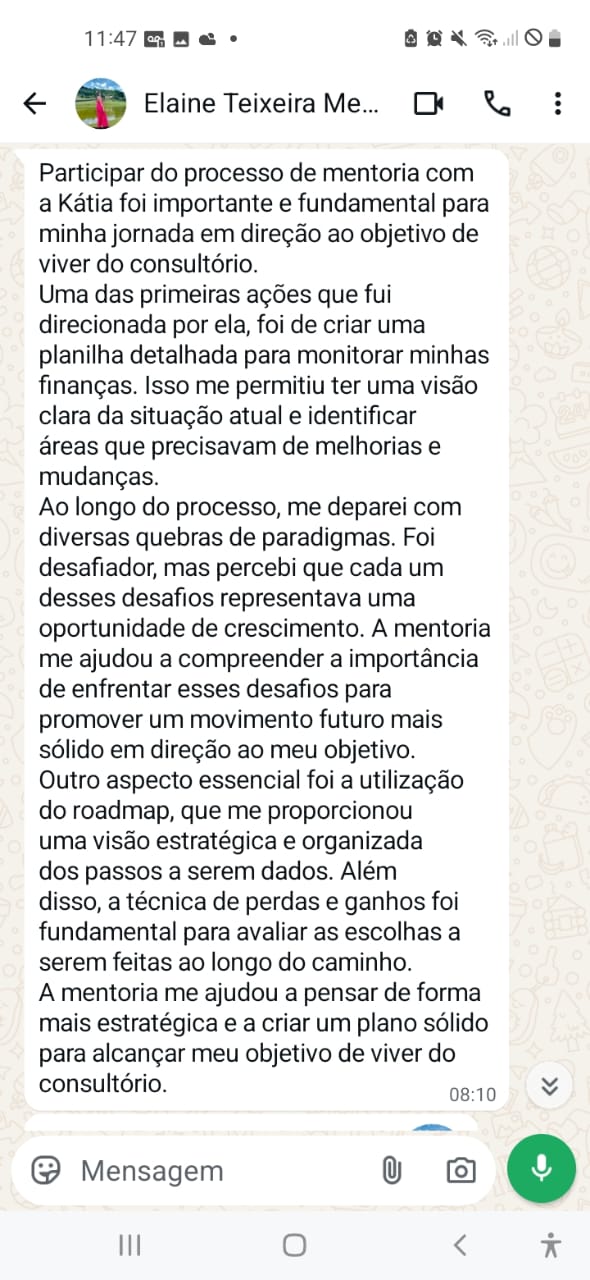 11:47
Elaine Teixeira Me...
Participar do processo de mentoria com
a Kátia foi importante e fundamental para
minha jornada em direção ao objetivo de
viver do consultório.
Uma das primeiras ações que fui
direcionada por ela, foi de criar uma
planilha detalhada para monitorar minhas
finanças. Isso me permitiu ter uma visão
clara da situação atual e identificar
áreas que precisavam de melhorias e
mudanças.
Ao longo do processo, me deparei com
diversas quebras de paradigmas. Foi
desafiador, mas percebi que cada um
desses desafios representava uma
oportunidade de crescimento. A mentoria
me ajudou a compreender a importância
de enfrentar esses desafios para
promover um movimento futuro mais
sólido em direção ao meu objetivo.
Outro aspecto essencial foi a utilização
do roadmap, que me proporcionou
uma visão estratégica e organizada
dos passos a serem dados. Além
disso, a técnica de perdas e ganhos foi
fundamental para avaliar as escolhas a
serem feitas ao longo do caminho.
A mentoria me ajudou a pensar de forma
mais estratégica e a criar um plano sólido
para alcançar meu objetivo de viver do
consultório.
08:10
Mensagem